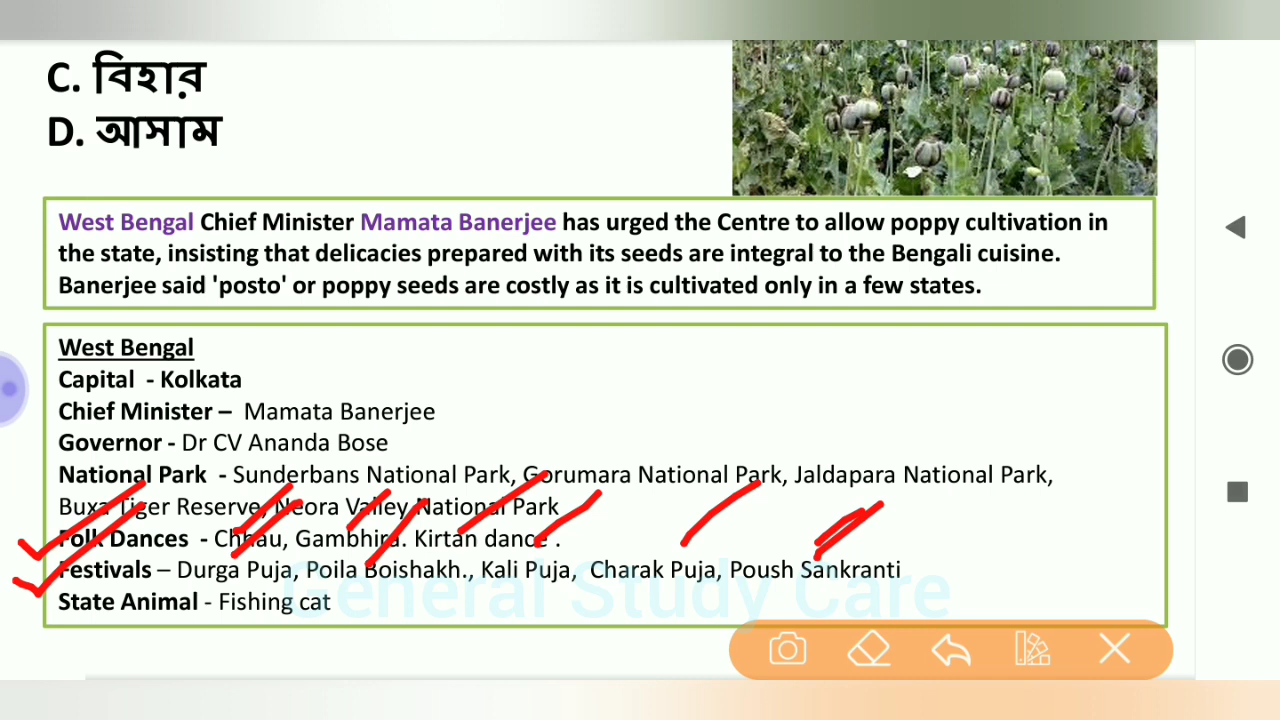 C. বিহার
D. আসাম
West Bengal Chief Minister Mamata Banerjee has urged the Centre to allow poppy cultivation in
the state, insisting that delicacies prepared with its seeds are integral to the Bengali cuisine.
Banerjee said 'posto' or poppy seeds are costly as it is cultivated only in a few states.
West Bengal
Capital - Kolkata
Chief Minister – Mamata Banerjee
Governor - Dr CV Ananda Bose
National Park - Sunderbans National Park, Gorumara National Park, Jaldapara National Park,
Buxa Tiger Reserve, Neora Valley National Park
Folk Dances - Chhau, Gambhira. Kirtan dance .
Festivals – Durga Puja, Poila Boishakh., Kali Puja, Charak Puja, Poush Sankranti
State Animal - Fishing cat
General Study Care